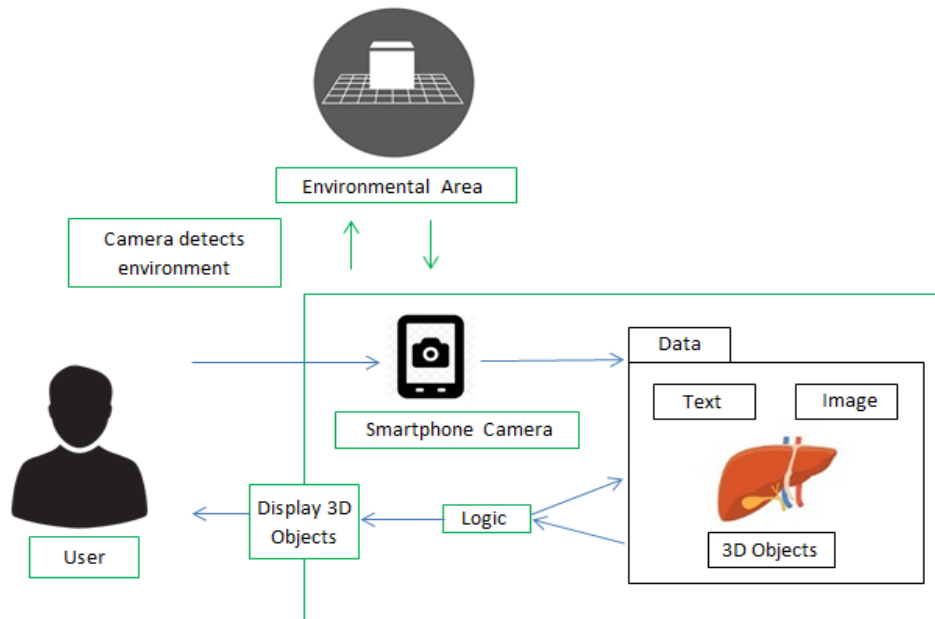 Environmental Area
Camera detects
environment
Data
Text
Image
Smartphone Camera
Display 3D
Objects
Logic
3D Objects
User